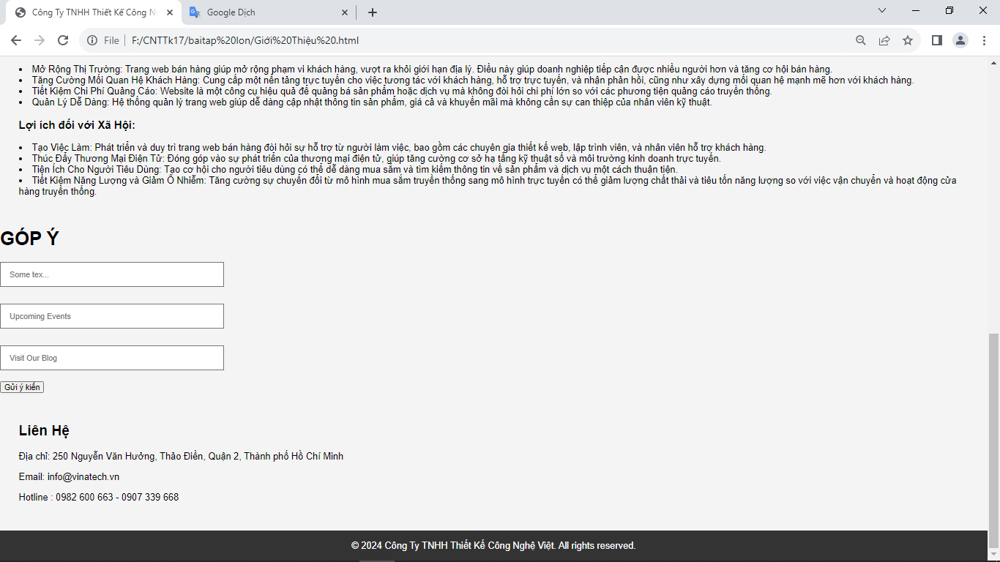 Công Ty TNHH Thiết Kế Công N
Google Dịch
File
F:/CNTTk17/baitap%20lon/Giới%20Thiệu%20.html
• Mở Rộng Thị Trường: Trang web bán hàng giúp mở rộng phạm vi khách hàng, vượt ra khỏi giới hạn địa lý. Điều này giúp doanh nghiệp tiếp cận được nhiều người hơn và tăng cơ hội bán hàng.
• Tăng Cường Mối Quan Hệ Khách Hàng: Cung cấp một nền tảng trực tuyến cho việc tương tác với khách hàng, hỗ trợ trực tuyến, và nhận phản hồi, cũng như xây dựng mối quan hệ mạnh mẽ hơn với khách hàng.
• Tiết Kiệm Chi Phí Quảng Cáo: Website là một công cụ hiệu quả để quảng bá sản phẩm hoặc dịch vụ mà không đòi hỏi chi phí lớn so với các phương tiện quảng cáo truyền thống.
• Quản Lý Dễ Dàng: Hệ thống quản lý trang web giúp dễ dàng cập nhật thông tin sản phẩm, giá cả và khuyến mãi mà không cần sự can thiệp của nhân viên kỹ thuật.
Lợi ích đối với Xã Hội:
• Tạo Việc Làm: Phát triển và duy trì trang web bán hàng đòi hỏi sự hỗ trợ từ người làm việc, bao gồm các chuyên gia thiết kế web, lập trình viên, và nhân viên hỗ trợ khách hàng.
• Thúc Đẩy Thương Mại Điện Tử: Đóng góp vào sự phát triển của thương mại điện tử, giúp tăng cường cơ sở hạ tầng kỹ thuật số và môi trường kinh doanh trực tuyến.
• Tiện Ích Cho Người Tiêu Dùng: Tạo cơ hội cho người tiêu dùng có thể dễ dàng mua sắm và tìm kiếm thông tin về sản phẩm và dịch vụ một cách thuận tiện.
• Tiết Kiệm Năng Lượng và Giảm Ô Nhiễm: Tăng cường sự chuyển đổi từ mô hình mua sắm truyền thống sang mô hình trực tuyến có thể giảm lượng chất thải và tiêu tốn năng lượng so với việc vận chuyển và hoạt động cửa
hàng truyền thống.
GÓP Ý
Some tex...
Upcoming Events
Visit Our Blog
Gửi ý kiến
Liên Hệ
Địa chỉ: 250 Nguyễn Văn Hưởng, Thảo Điền, Quận 2, Thành phố Hồ Chí Minh
Email: info@vinatech.vn
Hotline : 0982 600 663 - 0907 339 668
© 2024 Công Ty TNHH Thiết Kế Công Nghệ Việt. All rights reserved.